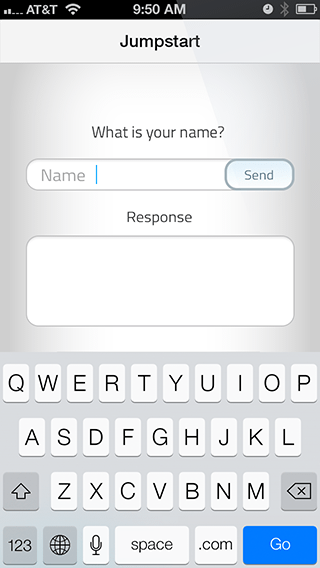 AT&T 9:50 AM
Jumpstart
What is your name?
Name Send
Response
Q W E R T Y U I O P
A S D F G H J K L
Z X C V B N M
123 space .com Go